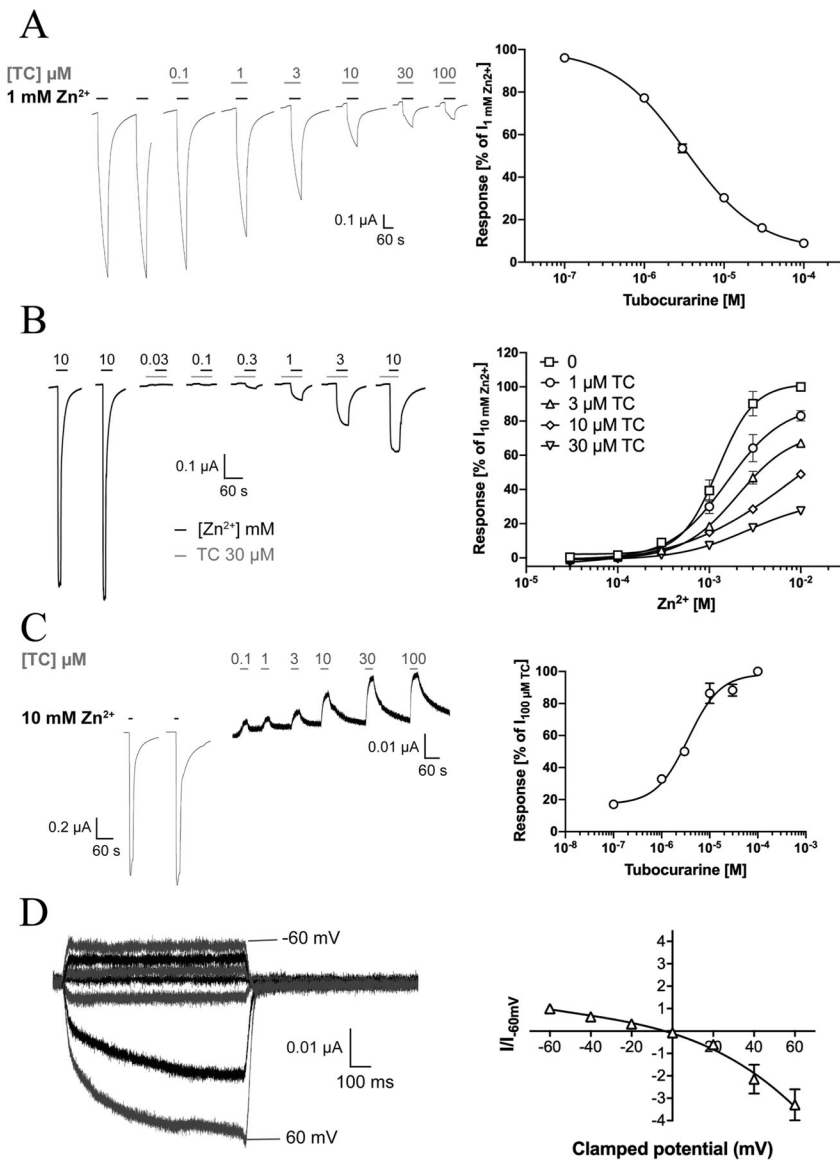 A
[TC] μM
0.1 1 3 10 30 100
1 mM Zn²⁺
0.1 μA
60 s
Response [% of I1 mM Zn2+]
100
80
60
40
20
0
10-7 10-6 10-5 10-4
Tubocurarine [M]
B
10 10 0.03 0.1 0.3 1 3 10
0.1 μA
60 s
[Zn²⁺] mM
TC 30 μM
Response [% of I10 mM Zn2+]
120
100
80
60
40
20
0
0
1 μM TC
3 μM TC
10 μM TC
30 μM TC
10-5 10-4 10-3 10-2
Zn²⁺ [M]
C
[TC] μM
0.1 1 3 10 30 100
10 mM Zn²⁺
0.01 μA
60 s
0.2 μA
60 s
Response [% of I100 μM TC]
100
80
60
40
20
0
10-8 10-7 10-6 10-5 10-4 10-3
Tubocurarine [M]
D
-60 mV
0.01 μA
100 ms
60 mV
I/I-60mV
4
3
2
1
-60 -40 -20 20 40 60
-1
-2
-3
-4
Clamped potential (mV)